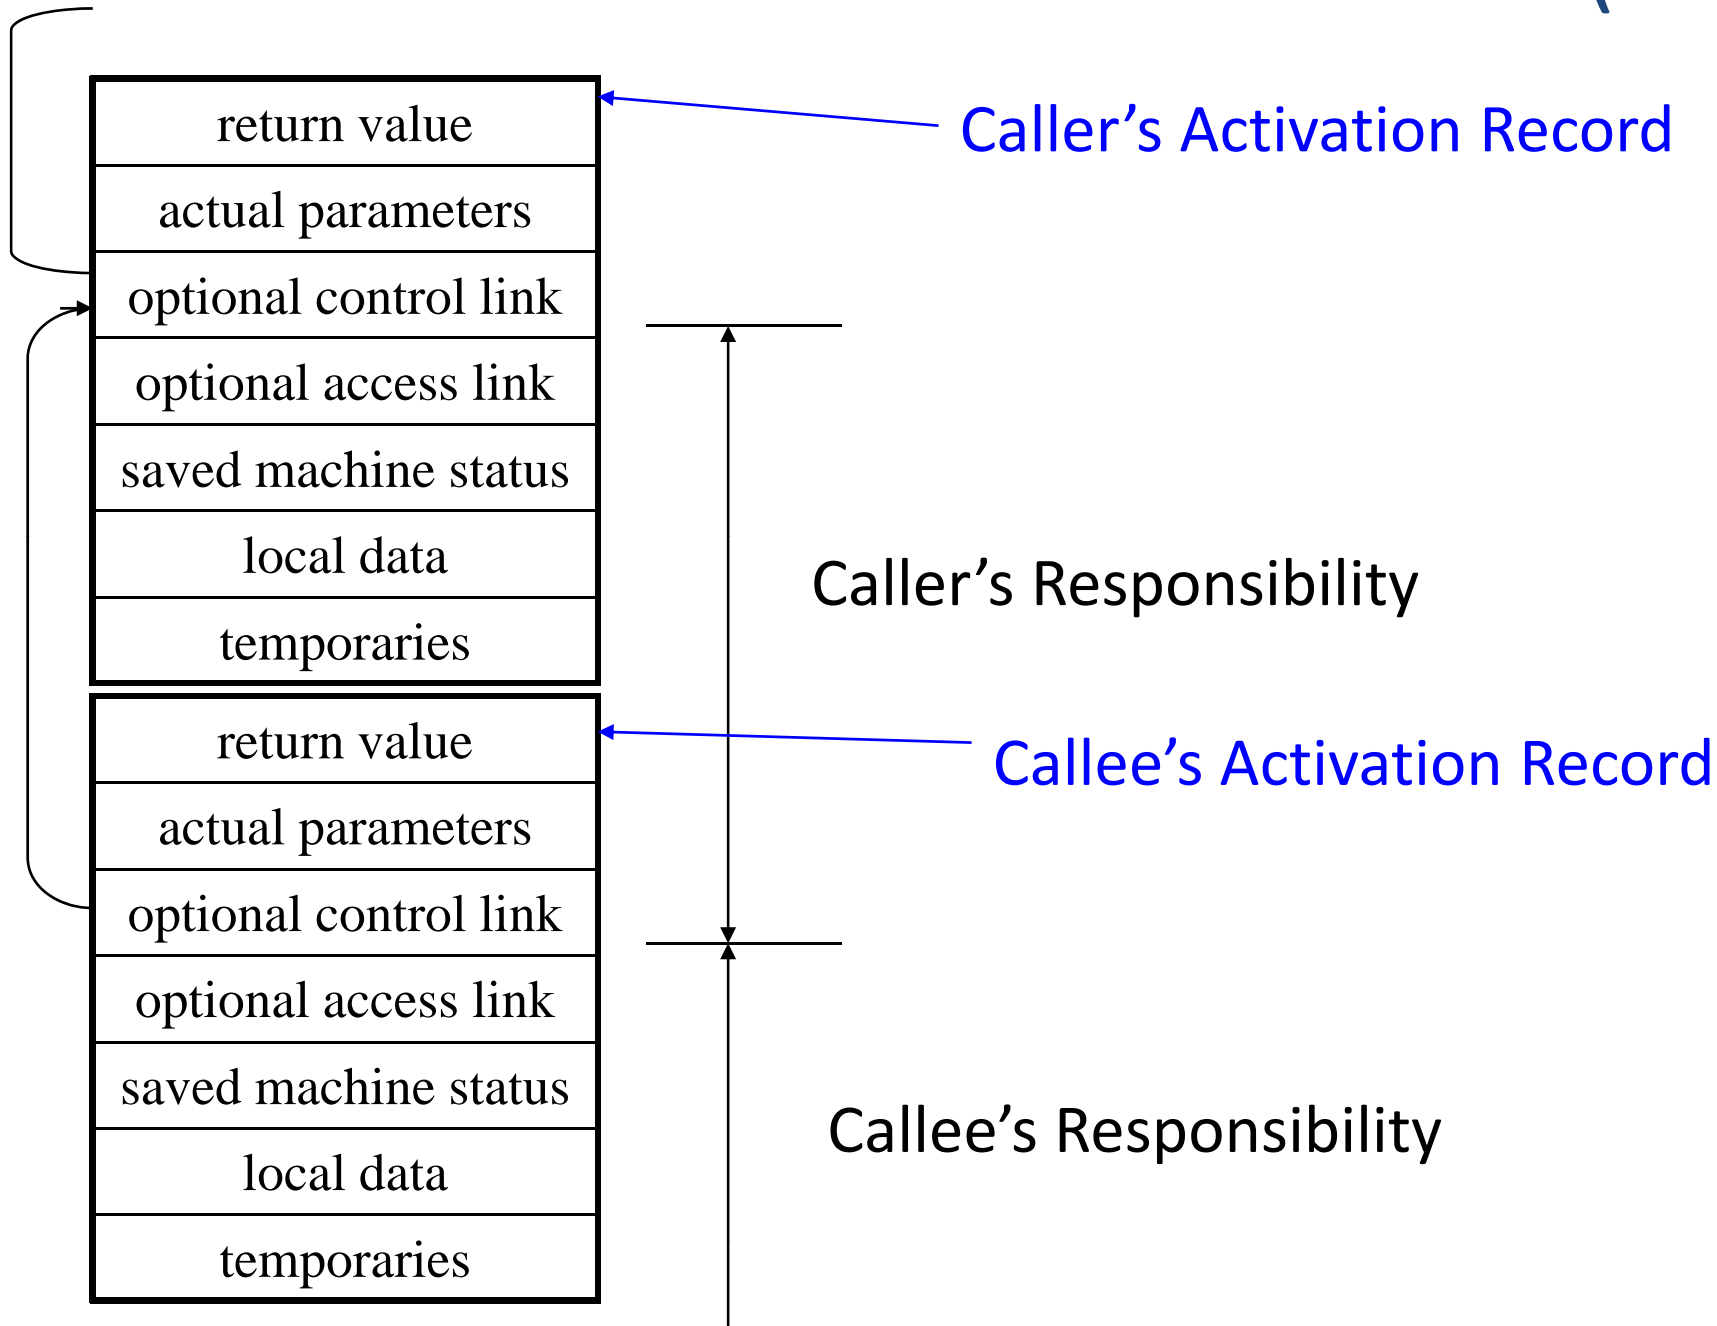 return value
Caller’s Activation Record
actual parameters
optional control link
optional access link
saved machine status
local data
Caller’s Responsibility
temporaries
return value
Callee’s Activation Record
actual parameters
optional control link
optional access link
saved machine status
Callee’s Responsibility
local data
temporaries